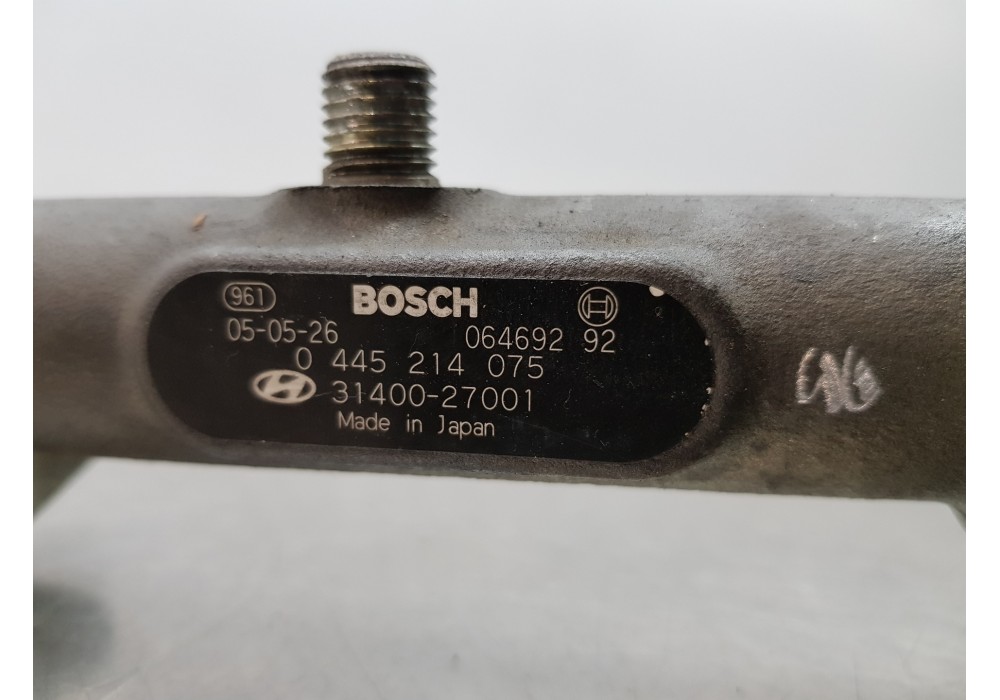 961 BOSCH
05-05-26 064692 92
0 445 214 075
31400-27001
Made in Japan